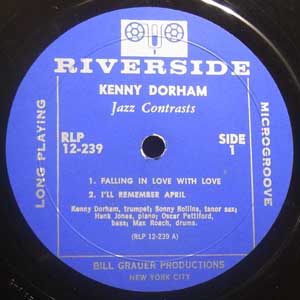 RIVERSIDE
KENNY DORHAM
Jazz Contrasts
LONG PLAYING
MICROGROOVE
RLP
12-239
SIDE
1
1. FALLING IN LOVE WITH LOVE
2. I'LL REMEMBER APRIL
Kenny Dorham, trumpet; Sonny Rollins, tenor sax;
Hank Jones, piano; Oscar Pettiford,
bass; Max Roach, drums.
(RLP 12-239 A)
BILL GRAUER PRODUCTIONS
NEW YORK CITY